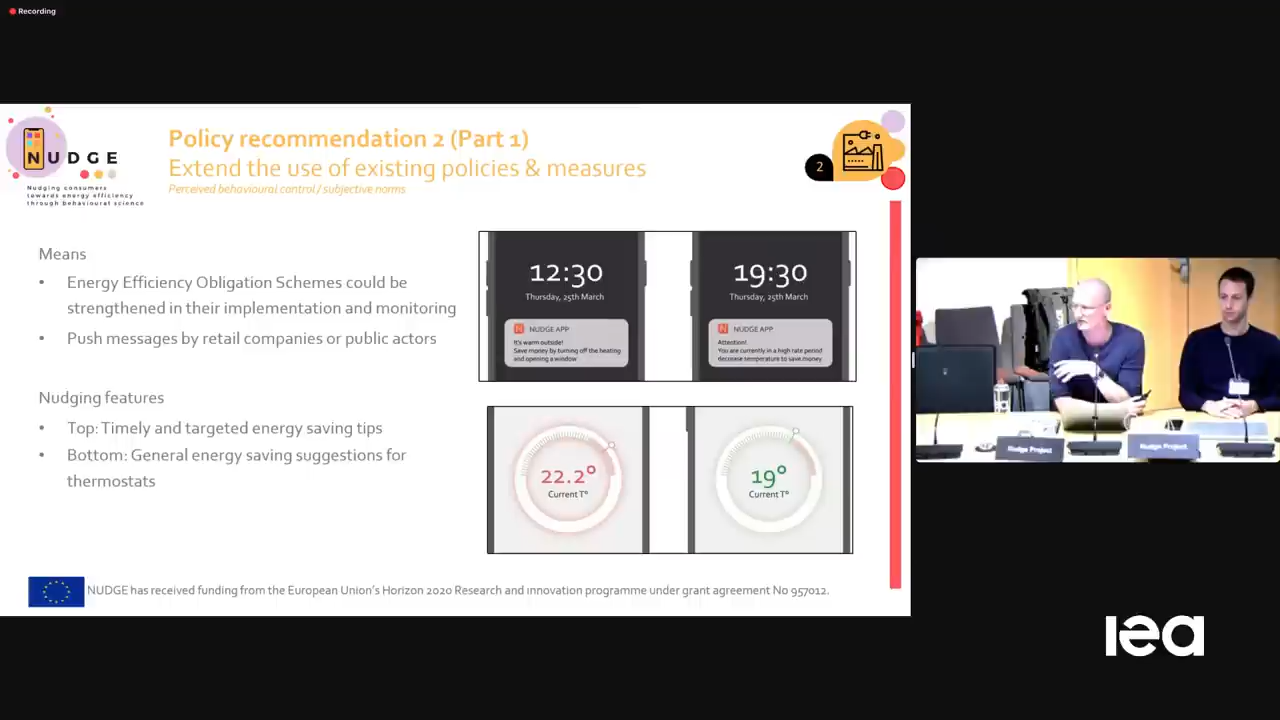 Recording
NUDGE
Nudging consumers
towards energy efficiency
through behavioural science
Policy recommendation 2 (Part 1)
Extend the use of existing policies & measures
Perceived behavioural control / subjective norms
2
Means
• Energy Efficiency Obligation Schemes could be
strengthened in their implementation and monitoring
• Push messages by retail companies or public actors
Nudging features
• Top: Timely and targeted energy saving tips
• Bottom: General energy saving suggestions for
thermostats
12:30
Thursday, 25th March
N NUDGE APP
It's warm outside!
Save money by turning off the heating
and opening a window
19:30
Thursday, 25th March
N NUDGE APP
Attention!
You are currently in a high rate period
decrease temperature to save money
22.2°
Current T°
19°
Current T°
NUDGE has received funding from the European Union's Horizon 2020 Research and innovation programme under grant agreement No 957012.
Nudge Project
Nudge Project
iea